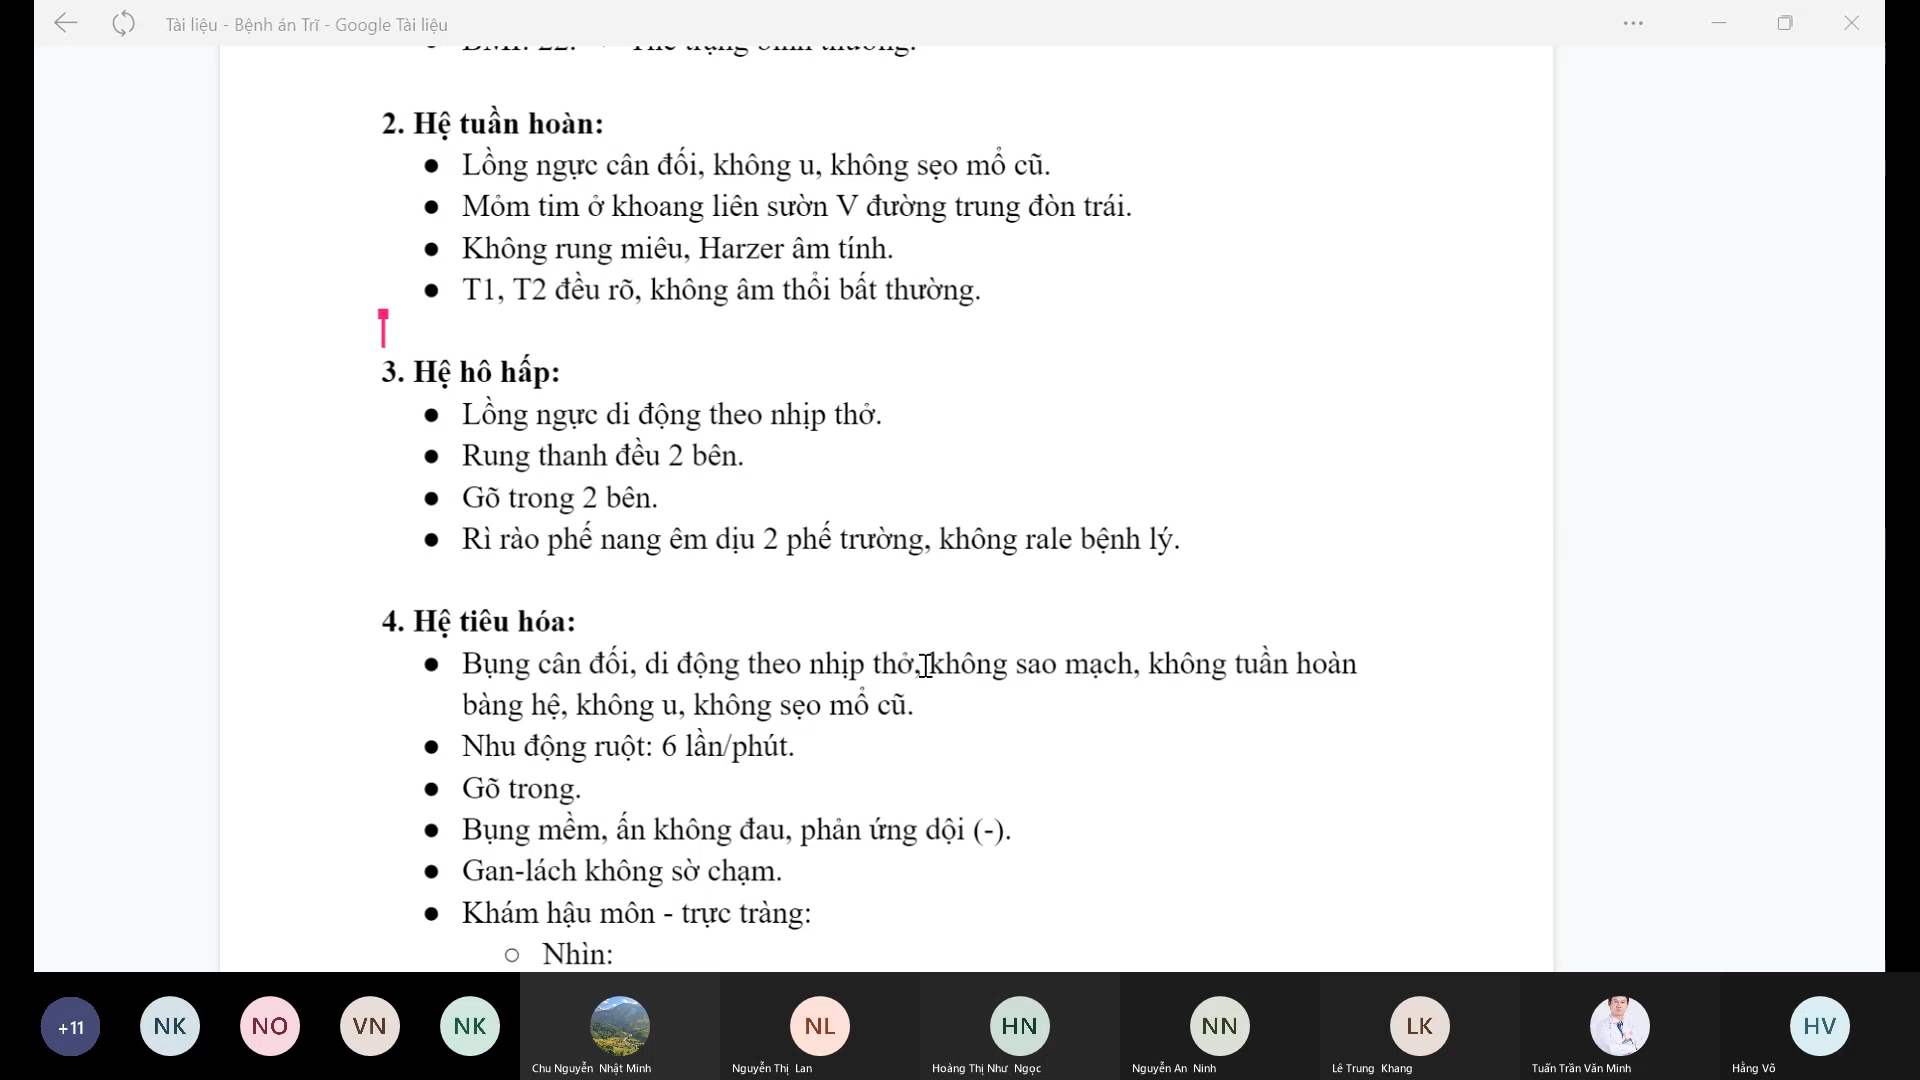 Tài liệu - Bệnh án Trĩ - Google Tài liệu
BMI: 22. Thể trạng bình thường.
2. Hệ tuần hoàn:
● Lồng ngực cân đối, không u, không sẹo mổ cũ.
● Mỏm tim ở khoang liên sườn V đường trung đòn trái.
● Không rung miêu, Harzer âm tính.
● T1, T2 đều rõ, không âm thổi bất thường.
3. Hệ hô hấp:
● Lồng ngực di động theo nhịp thở.
● Rung thanh đều 2 bên.
● Gõ trong 2 bên.
● Rì rào phế nang êm dịu 2 phế trường, không rale bệnh lý.
4. Hệ tiêu hóa:
● Bụng cân đối, di động theo nhịp thở, không sao mạch, không tuần hoàn
bàng hệ, không u, không sẹo mổ cũ.
● Nhu động ruột: 6 lần/phút.
● Gõ trong.
● Bụng mềm, ấn không đau, phản ứng dội (-).
● Gan-lách không sờ chạm.
● Khám hậu môn - trực tràng:
○ Nhìn:
+11 NK NO VN NK NL HN NN LK HV
Chu Nguyễn Nhật Minh Nguyễn Thị Lan Hoàng Thị Như Ngọc Nguyễn An Ninh Lê Trung Khang Tuấn Trần Văn Minh Hằng Võ